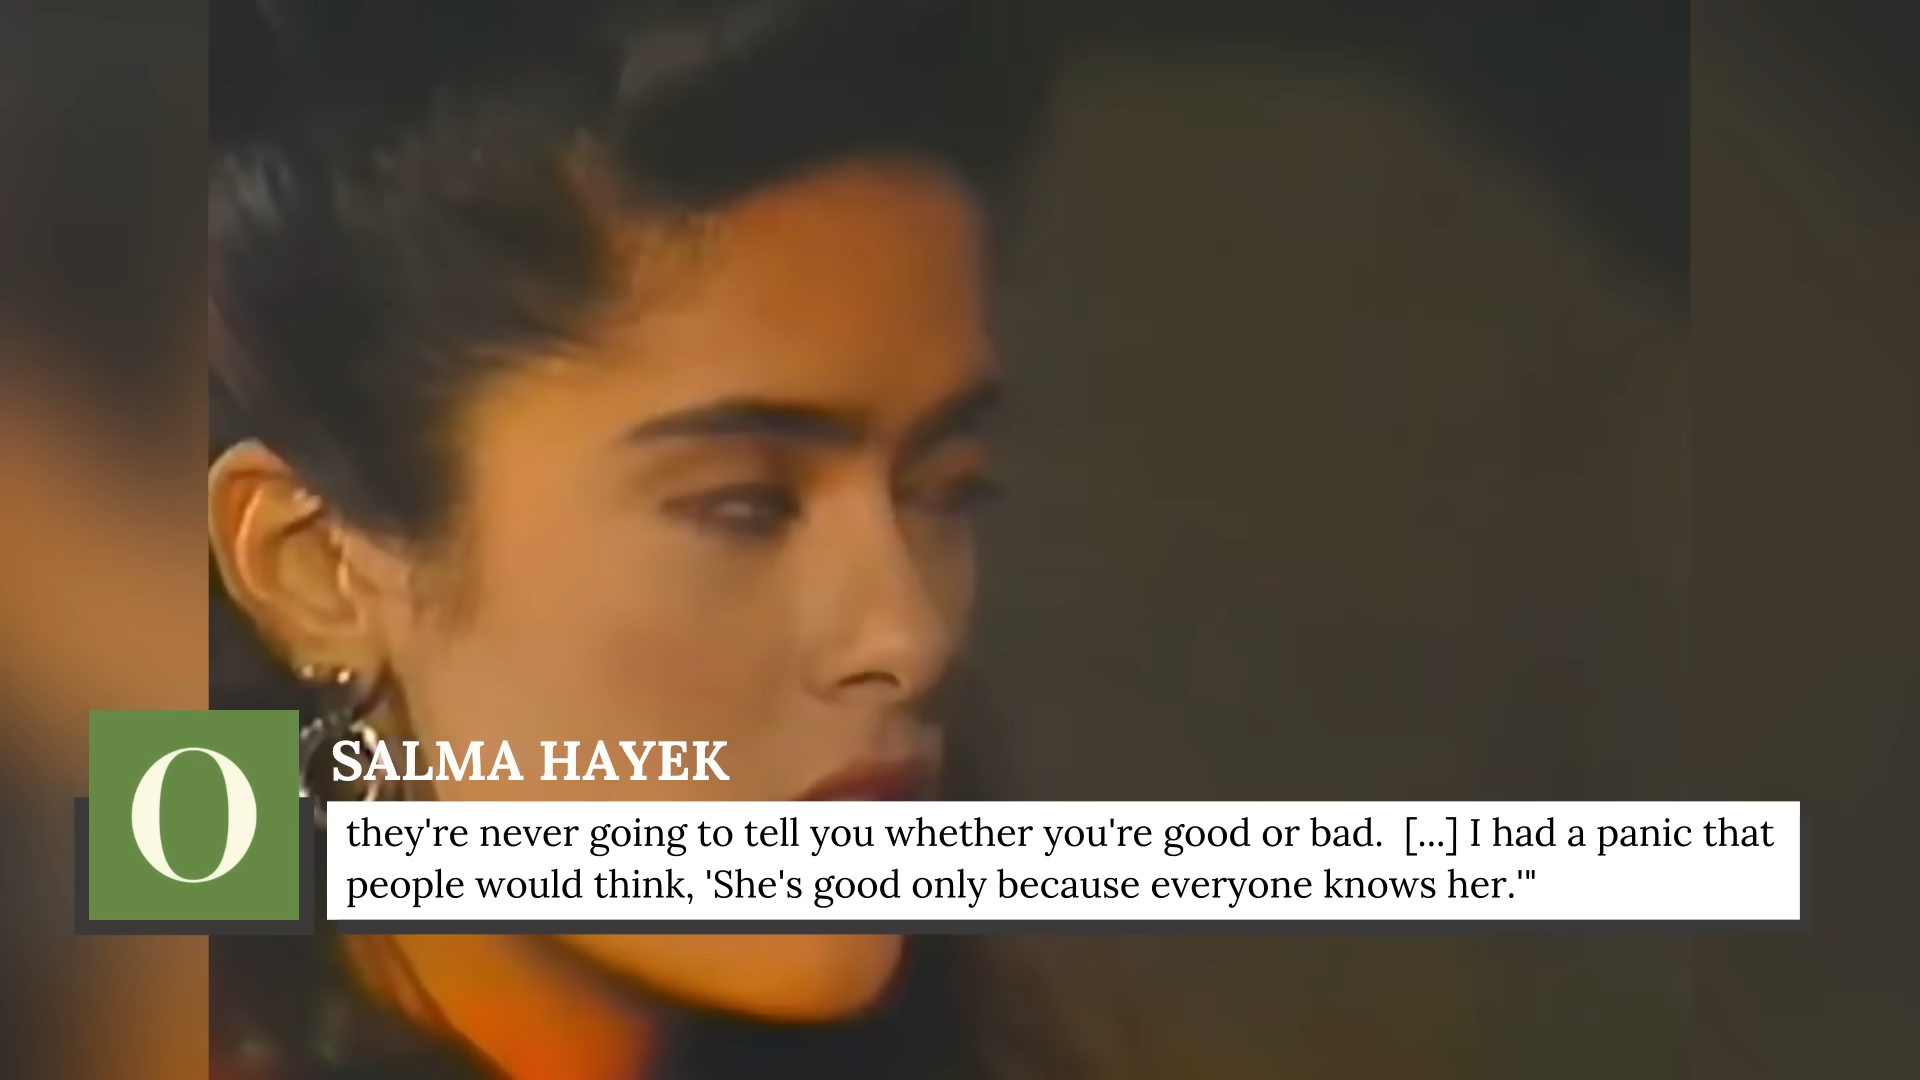 O
SALMA HAYEK
they're never going to tell you whether you're good or bad.  [...] I had a panic that
people would think, 'She's good only because everyone knows her.'"